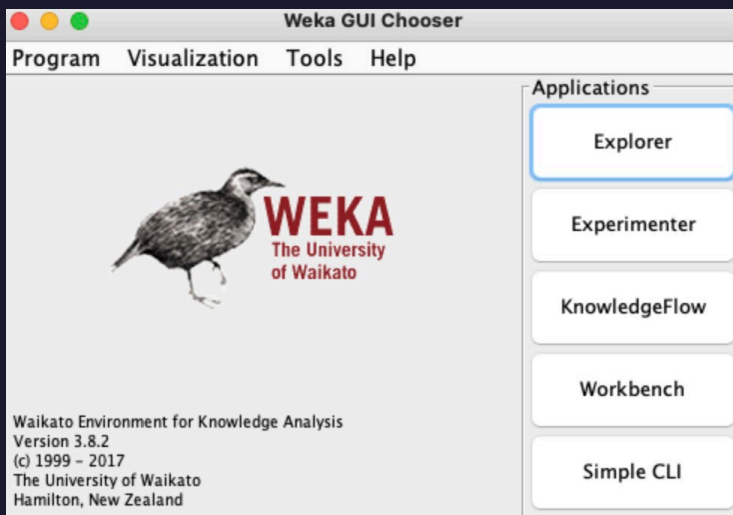 Weka GUI Chooser
Program Visualization Tools Help
Applications
Explorer
Experimenter
KnowledgeFlow
Workbench
Simple CLI
WEKA
The University
of Waikato
Waikato Environment for Knowledge Analysis
Version 3.8.2
(c) 1999 – 2017
The University of Waikato
Hamilton, New Zealand